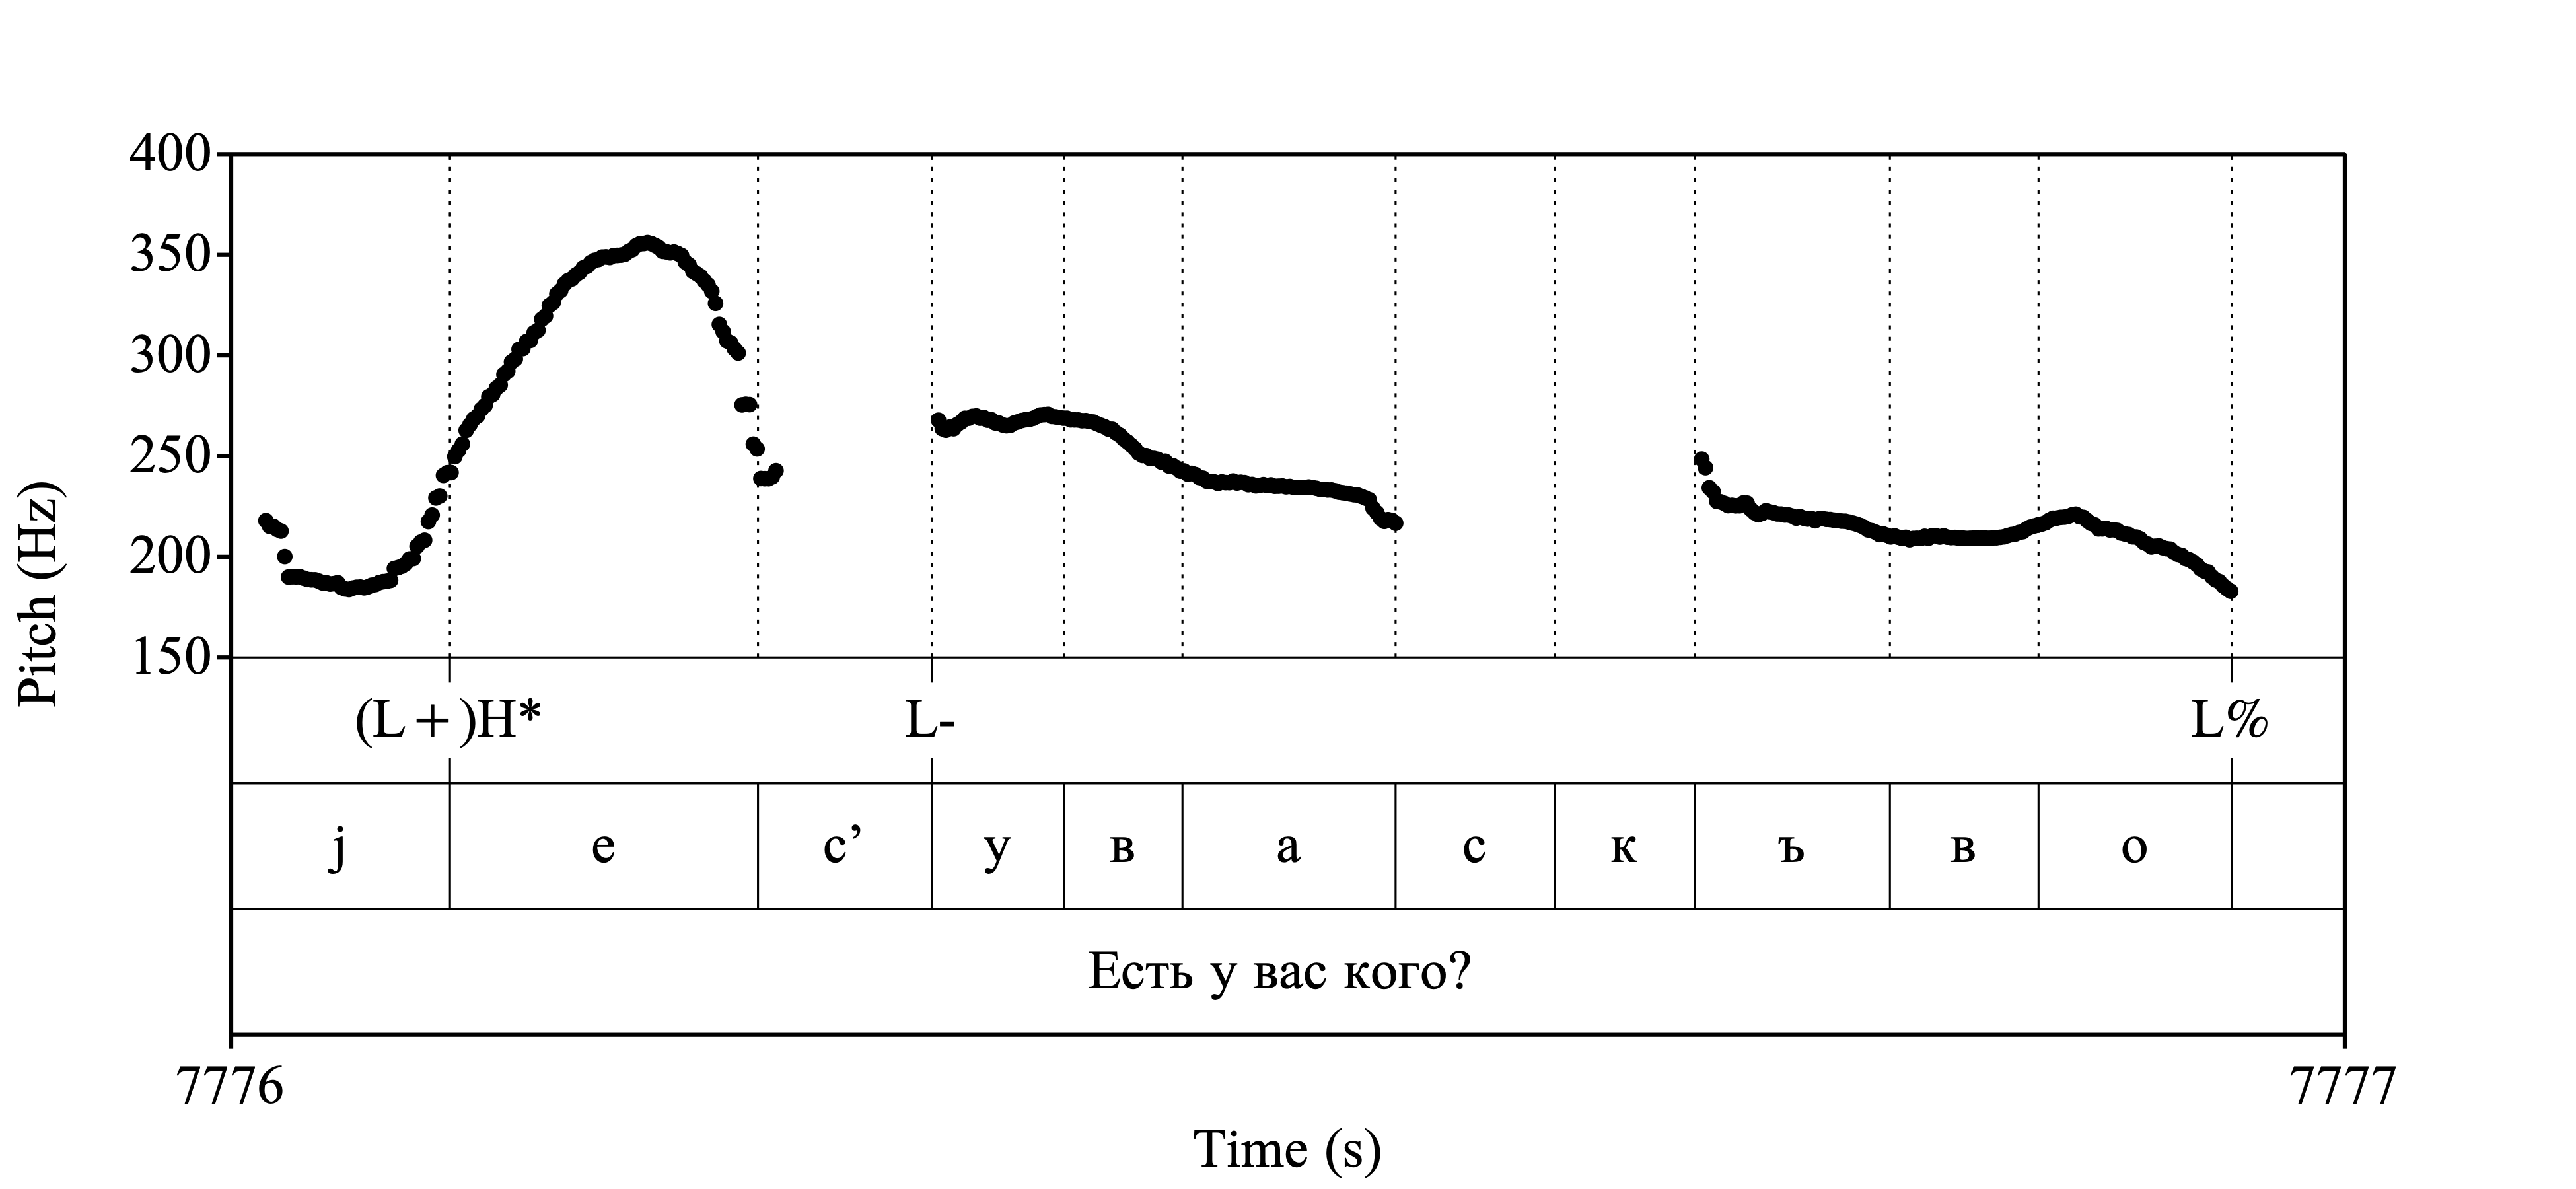 400
350
300
250
200
150
Pitch (Hz)
(L+)H* L- L%
j е с’ у в а с к ъ в о
Есть у вас кого?
7776 7777
Time (s)